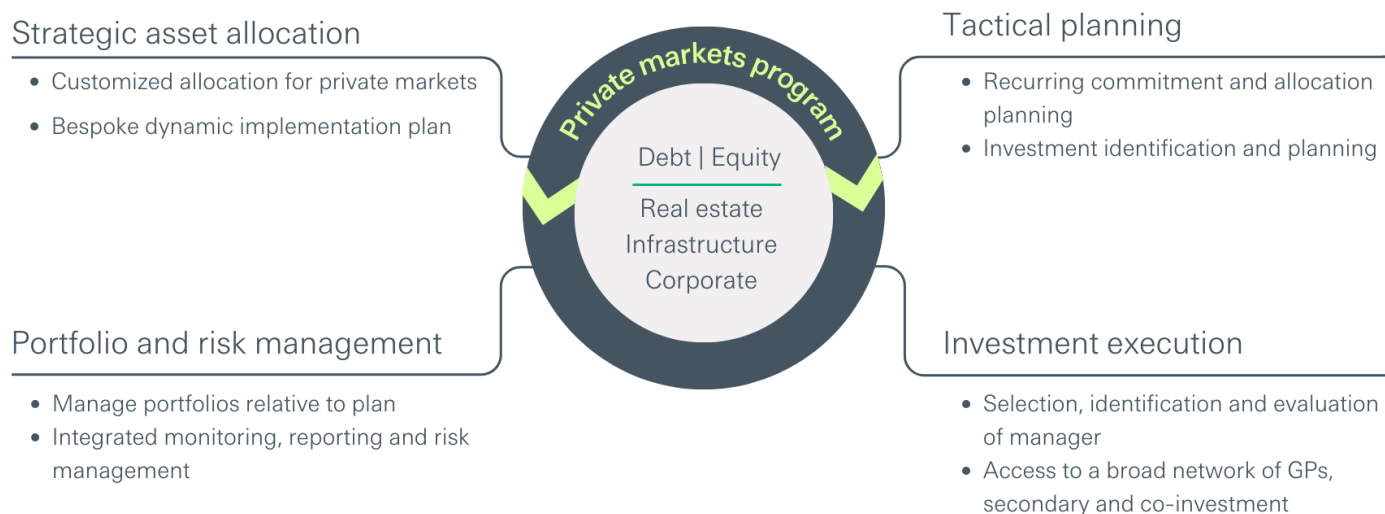 Strategic asset allocation
• Customized allocation for private markets
• Bespoke dynamic implementation plan
Private markets program
Debt | Equity
Real estate
Infrastructure
Corporate
Tactical planning
• Recurring commitment and allocation
planning
• Investment identification and planning
Portfolio and risk management
• Manage portfolios relative to plan
• Integrated monitoring, reporting and risk
management
Investment execution
• Selection, identification and evaluation
of manager
• Access to a broad network of GPs,
secondary and co-investment